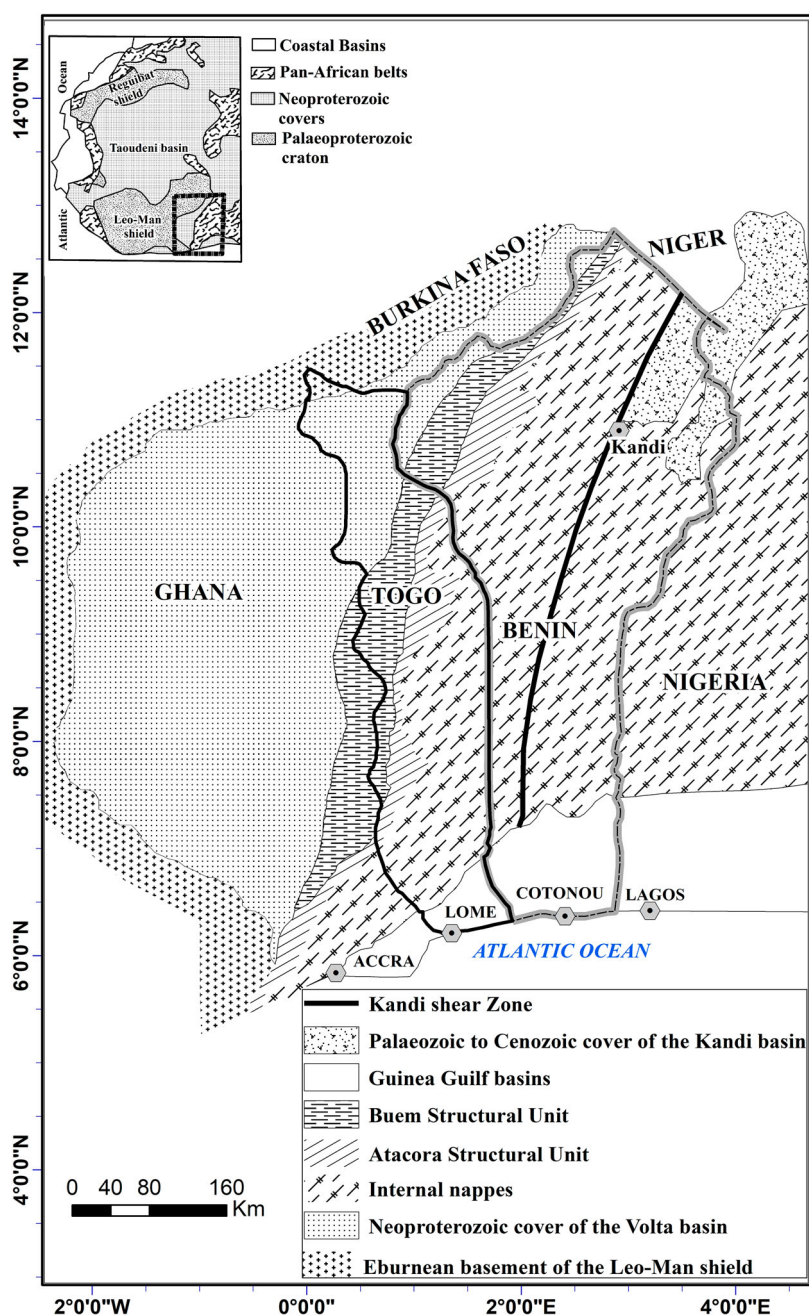 Coastal Basins
Pan-African belts
Neoproterozoic
covers
Palaeoproterozoic
craton
Ocean
Reguibat
shield
Taoudeni basin
Leo-Man
shield
Atlantic
14°0'0"N
12°0'0"N
10°0'0"N
8°0'0"N
6°0'0"N
4°0'0"N
BURKINA FASO
NIGER
Kandi
GHANA
TOGO
BENIN
NIGERIA
COTONOU
LAGOS
LOME
ATLANTIC OCEAN
ACCRA
Kandi shear Zone
Palaeozoic to Cenozoic cover of the Kandi basin
Guinea Guilf basins
Buem Structural Unit
Atacora Structural Unit
Internal nappes
Neoproterozoic cover of the Volta basin
Eburnean basement of the Leo-Man shield
0 40 80 160
Km
2°0'0"W 0°0'0" 2°0'0"E 4°0'0"E